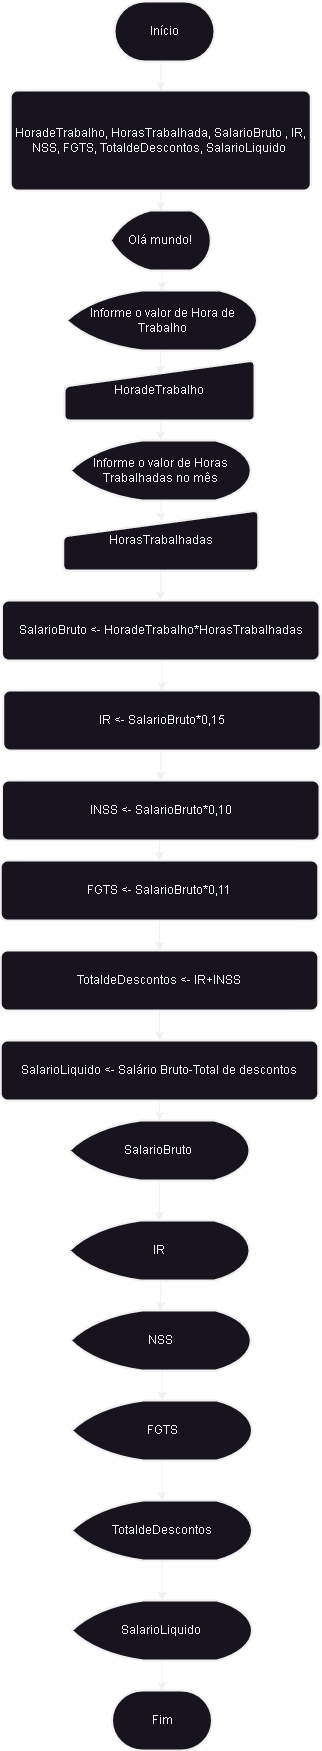 Início
HoradeTrabalho, HorasTrabalhada, SalarioBruto , IR,
NSS, FGTS, TotaldeDescontos, SalarioLiquido
Olá mundo!
Informe o valor de Hora de
Trabalho
HoradeTrabalho
Informe o valor de Horas
Trabalhadas no mês
HorasTrabalhadas
SalarioBruto <- HoradeTrabalho*HorasTrabalhadas
IR <- SalarioBruto*0,15
INSS <- SalarioBruto*0,10
FGTS <- SalarioBruto*0,11
TotaldeDescontos <- IR+INSS
SalarioLiquido <- Salário Bruto-Total de descontos
SalarioBruto
IR
NSS
FGTS
TotaldeDescontos
SalarioLiquido
Fim